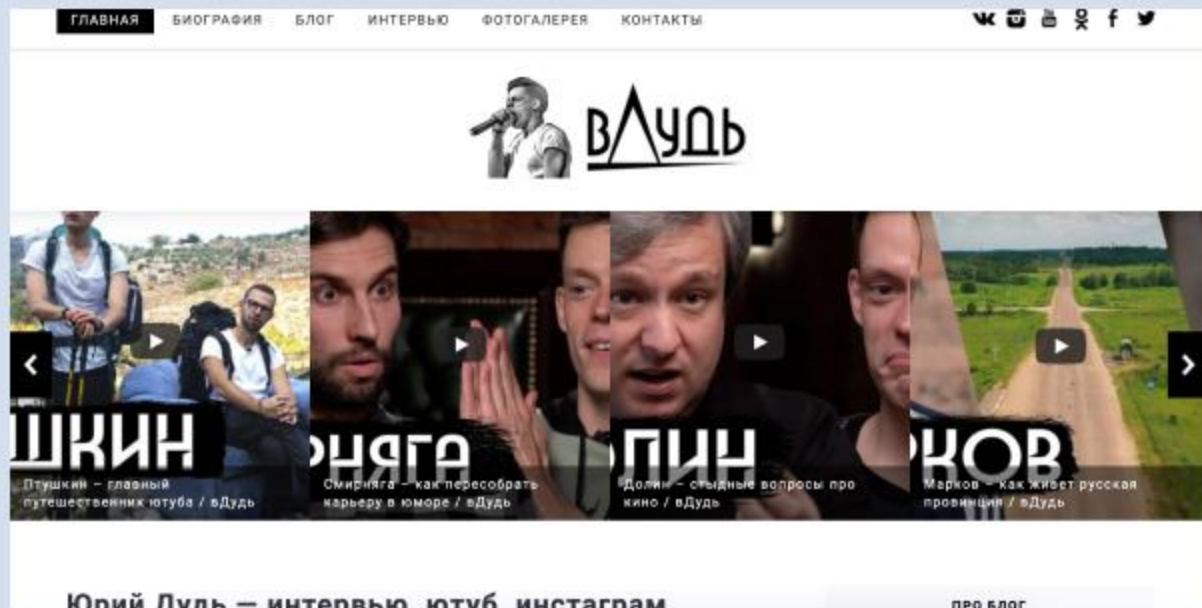 ГЛАВНАЯ БИОГРАФИЯ БЛОГ ИНТЕРВЬЮ ФОТОГАЛЕРЕЯ КОНТАКТЫ
вДудь
ШКИН
РНЯГА
ЛИН
РКОВ
Птушкин – главный
путешественник ютуба / вДудь
Смирняга – как пересобрать
карьеру в юморе / вДудь
Долин – стыдные вопросы про
кино / вДудь
Марков – как живет русская
провинция / вДудь
Юрий Дудь — интервью, ютуб, инстаграм
ПРО БЛОГ